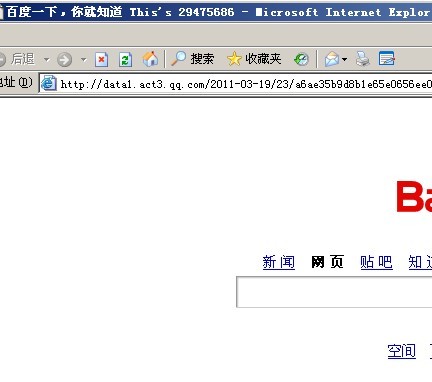 百度一下，你就知道 This's 29475686 - Microsoft Internet Explor
后退 搜索 收藏夹
址(D) http://data1.act3.qq.com/2011-03-19/23/a6ae35b9d8b1e65e0656ee0
Ba
新闻 网页 贴吧 知道
空间